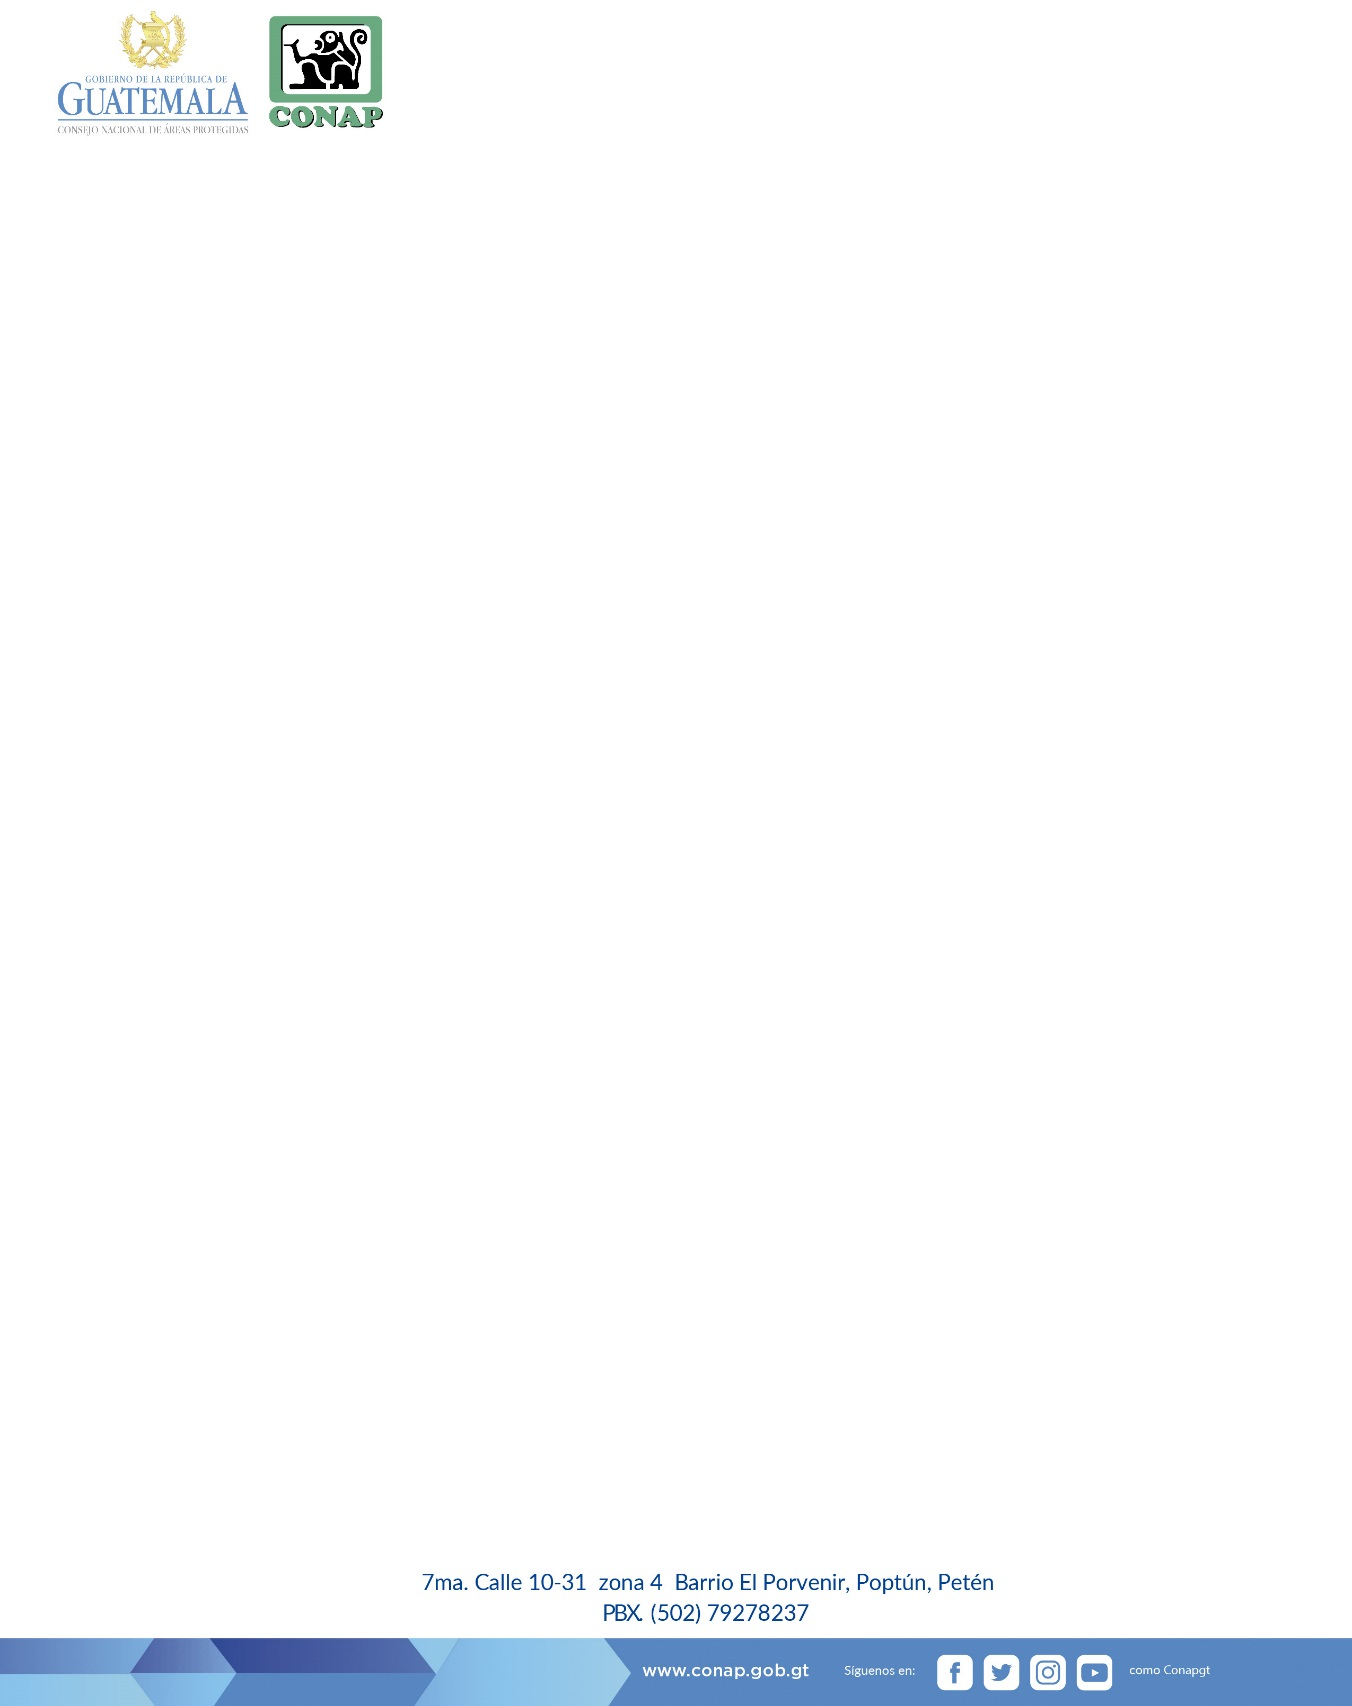 GOBIERNO DE LA REPÚBLICA DE
GUATEMALA
CONSEJO NACIONAL DE ÁREAS PROTEGIDAS
CONAP
7ma. Calle 10-31 zona 4 Barrio El Porvenir, Poptún, Petén
PBX. (502) 79278237
www.conap.gob.gt
Síguenos en:
como Conapgt